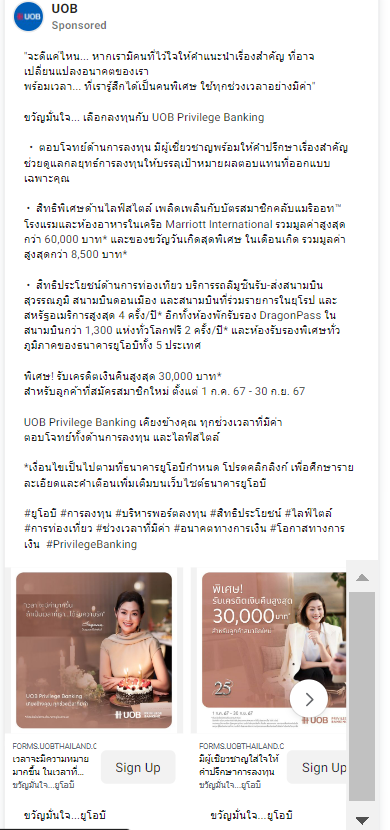 UOB
UOB
Sponsored
"จะดีแค่ไหน... หากเรามีคนที่ไว้ใจให้คำแนะนำเรื่องสำคัญ ที่อาจ
เปลี่ยนแปลงอนาคตของเรา
พร้อมเวลา... ที่เรารู้สึกได้เป็นคนพิเศษ ใช้ทุกช่วงเวลาอย่างมีค่า"
ขวัญมั่นใจ... เลือกลงทุนกับ UOB Privilege Banking
• ตอบโจทย์ด้านการลงทุน มีผู้เชี่ยวชาญพร้อมให้คำปรึกษาเรื่องสำคัญ
ช่วยดูแลกลยุทธ์การลงทุนให้บรรลุเป้าหมายผลตอบแทนที่ออกแบบ
เฉพาะคุณ
• สิทธิพิเศษด้านไลฟ์สไตล์ เพลิดเพลินกับบัตรสมาชิกคลับแมริออท™
โรงแรมและห้องอาหารในเครือ Marriott International รวมมูลค่าสูงสุด
กว่า 60,000 บาท* และของขวัญวันเกิดสุดพิเศษ ในเดือนเกิด รวมมูลค่า
สูงสุดกว่า 8,500 บาท*
• สิทธิประโยชน์ด้านการท่องเที่ยว บริการรถลีมูซีนรับ-ส่งสนามบิน
สุวรรณภูมิ สนามบินดอนเมือง และสนามบินที่ร่วมรายการในยุโรป และ
สหรัฐอเมริการสูงสุด 4 ครั้ง/ปี* อีกทั้งห้องพักรับรอง DragonPass ใน
สนามบินกว่า 1,300 แห่งทั่วโลกฟรี 2 ครั้ง/ปี* และห้องรับรองพิเศษทั่ว
ภูมิภาคของธนาคารยูโอบีทั้ง 5 ประเทศ
พิเศษ! รับเครดิตเงินคืนสูงสุด 30,000 บาท*
สำหรับลูกค้าที่สมัครสมาชิกใหม่ ตั้งแต่ 1 ก.ค. 67 - 30 ก.ย. 67
UOB Privilege Banking เคียงข้างคุณ ทุกช่วงเวลาที่มีค่า
ตอบโจทย์ทั้งด้านการลงทุน และไลฟ์สไตล์
*เงื่อนไขเป็นไปตามที่ธนาคารยูโอบีกำหนด โปรดคลิกลิงก์ เพื่อศึกษาราย
ละเอียดและคำเตือนเพิ่มเติมบนเว็บไซต์ธนาคารยูโอบี
#ยูโอบี #การลงทุน #บริหารพอร์ตลงทุน #สิทธิประโยชน์ #ไลฟ์ไตล์
#การท่องเที่ยว #ช่วงเวลาที่มีค่า #อนาคตทางการเงิน #โอกาสทางการ
เงิน #PrivilegeBanking
UOB Privilege Banking
UOB
พิเศษ!
รับเครดิตเงินคืนสูงสุด
30,000 บาท*
สำหรับลูกค้าสมาชิกใหม่
25
1 ก.ค. 67 - 30 ก.ย. 67
UOB
FORMS.UOBTHAILAND.C
เวลาจะมีความหมาย
มากขึ้น ในเวลาที่...
ขวัญมั่นใจ...ยูโอบี
Sign Up
FORMS.UOBTHAILAND.C
มีผู้เชี่ยวชาญใส่ใจให้
คำปรึกษาการลงทุน
ขวัญมั่นใจ...ยูโอบี
Sign Up
ขวัญมั่นใจ...ยูโอบี
ขวัญมั่นใจ...ยูโอบี